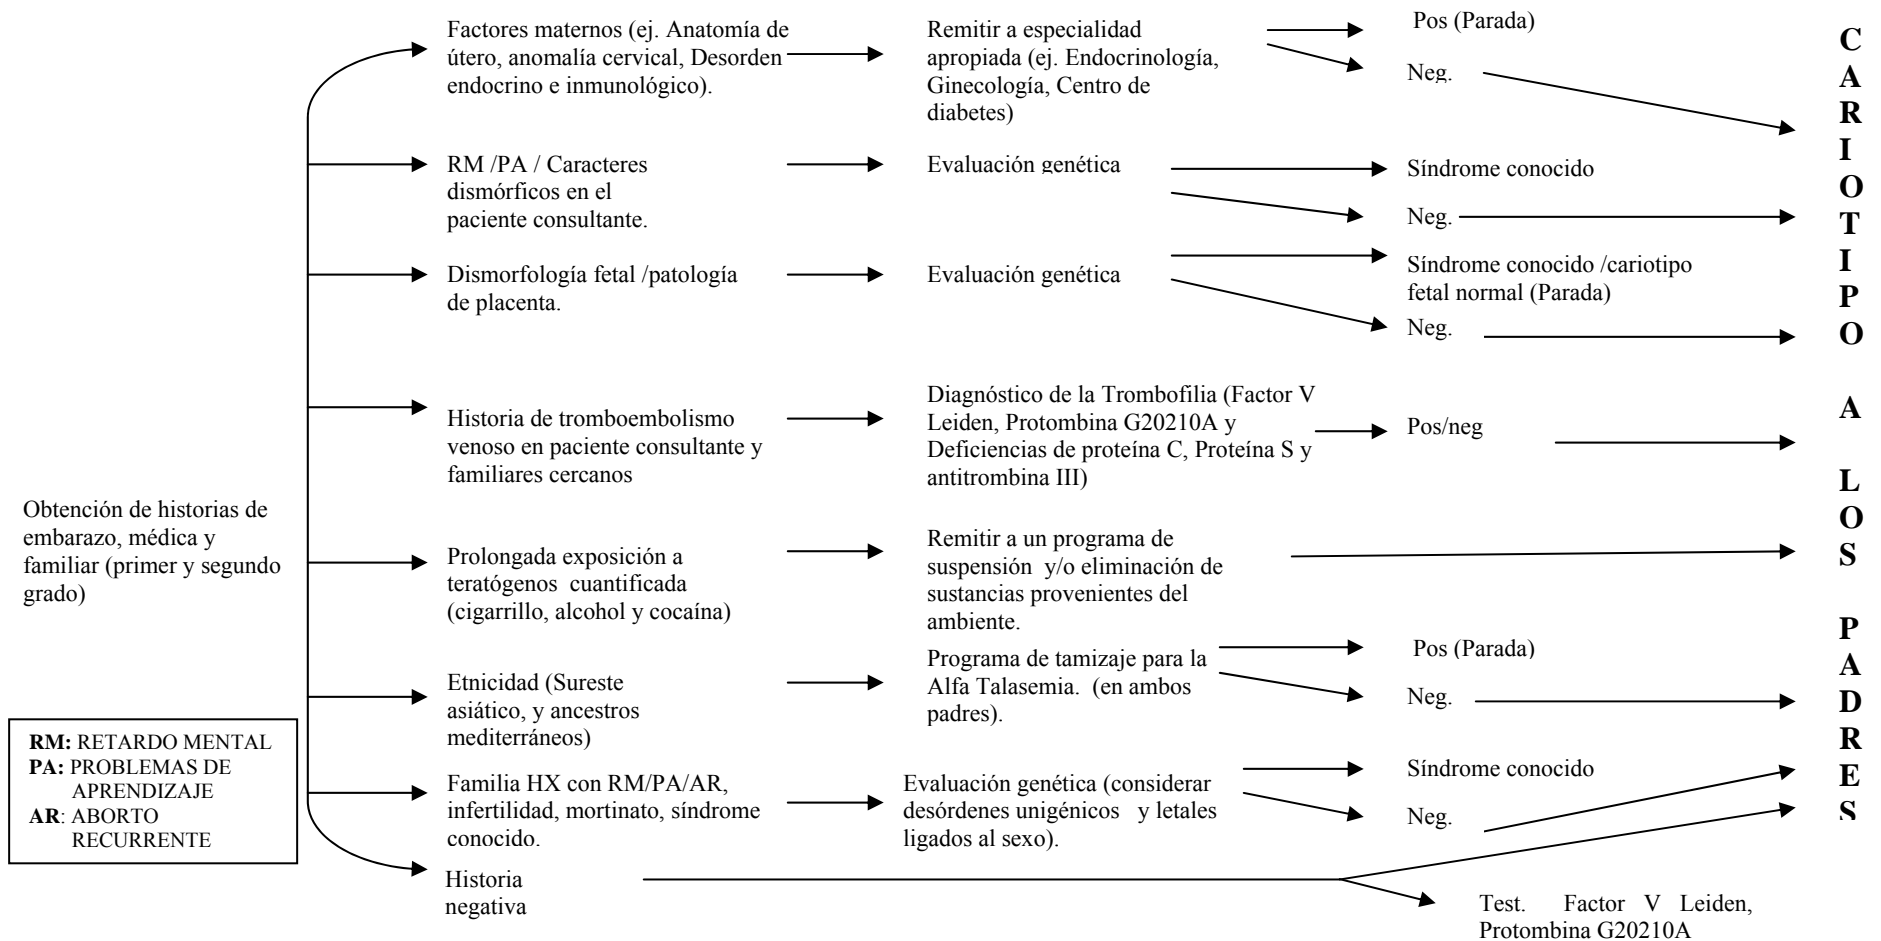 Obtención de historias de
embarazo, médica y
familiar (primer y segundo
grado)
RM: RETARDO MENTAL
PA: PROBLEMAS DE
APRENDIZAJE
AR: ABORTO
RECURRENTE
Factores maternos (ej. Anatomía de
útero, anomalía cervical, Desorden
endocrino e inmunológico).
Remitir a especialidad
apropiada (ej. Endocrinología,
Ginecología, Centro de
diabetes)
Pos (Parada)
Neg.
RM /PA / Caracteres
dismórficos en el
paciente consultante.
Evaluación genética
Síndrome conocido
Neg.
Dismorfología fetal /patología
de placenta.
Evaluación genética
Síndrome conocido /cariotipo
fetal normal (Parada)
Neg.
Historia de tromboembolismo
venoso en paciente consultante y
familiares cercanos
Diagnóstico de la Trombofilia (Factor V
Leiden, Protombina G20210A y
Deficiencias de proteína C, Proteína S y
antitrombina III)
Pos/neg
Prolongada exposición a
teratógenos cuantificada
(cigarrillo, alcohol y cocaína)
Remitir a un programa de
suspensión y/o eliminación de
sustancias provenientes del
ambiente.
Etnicidad (Sureste
asiático, y ancestros
mediterráneos)
Programa de tamizaje para la
Alfa Talasemia. (en ambos
padres).
Pos (Parada)
Neg.
Familia HX con RM/PA/AR,
infertilidad, mortinato, síndrome
conocido.
Evaluación genética (considerar
desórdenes unigénicos y letales
ligados al sexo).
Síndrome conocido
Neg.
Historia
negativa
Test. Factor V Leiden,
Protombina G20210A
CARIOTIPO A LOS PADRES